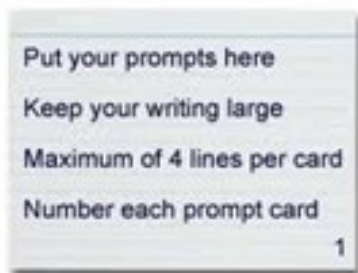 Put your prompts here
Keep your writing large
Maximum of 4 lines per card
Number each prompt card
1